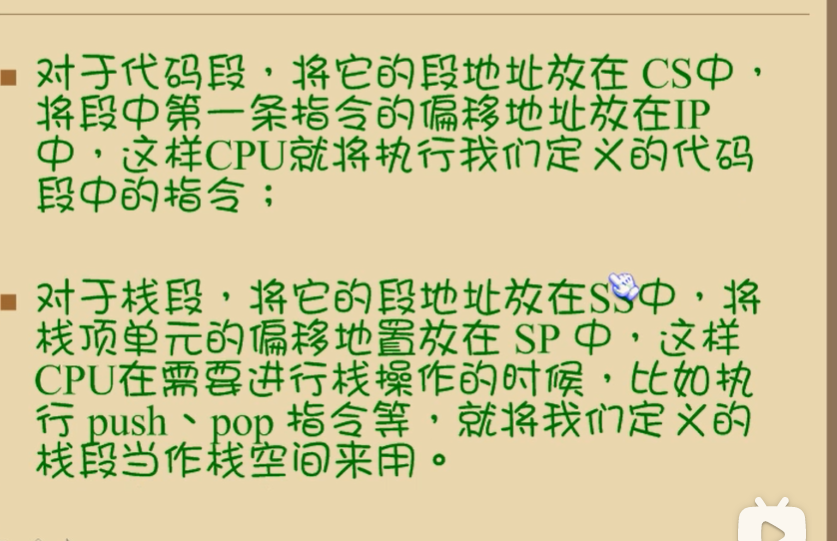 ■ 对于代码段，将它的段地址放在 CS中，
将段中第一条指令的偏移地址放在IP
中，这样CPU就将执行我们定义的代码
段中的指令；
■ 对于栈段，将它的段地址放在SS中，将
栈顶单元的偏移地置放在 SP 中，这样
CPU在需要进行栈操作的时候，比如执
行 push、pop 指令等，就将我们定义的
栈段当作栈空间来用。